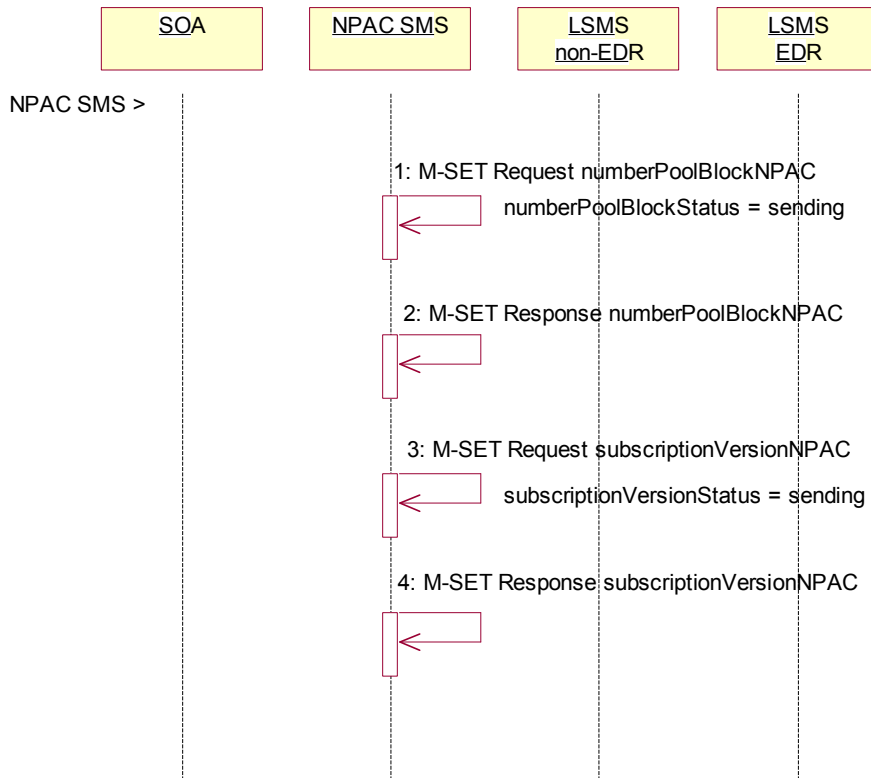 SOA
NPAC SMS
LSMS
non-EDR
LSMS
EDR
NPAC SMS >
1: M-SET Request numberPoolBlockNPAC
numberPoolBlockStatus = sending
2: M-SET Response numberPoolBlockNPAC
3: M-SET Request subscriptionVersionNPAC
subscriptionVersionStatus = sending
4: M-SET Response subscriptionVersionNPAC